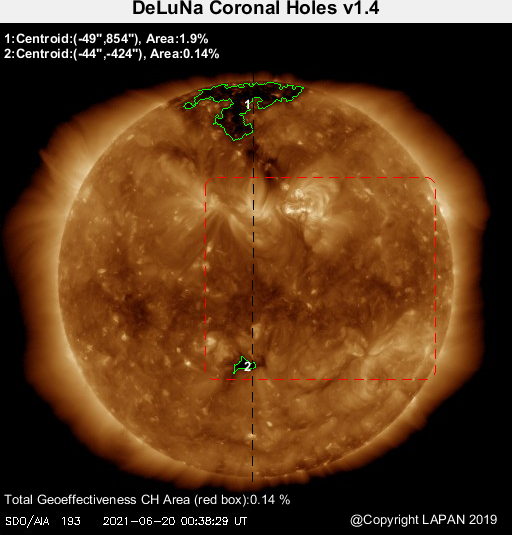 DeLuNa Coronal Holes v1.4
1:Centroid:(-49",854"), Area:1.9%
2:Centroid:(-44",-424"), Area:0.14%
1
2
Total Geoeffectiveness CH Area (red box):0.14 %
SDO/AIA 193 2021-06-20 00:38:29 UT
@Copyright LAPAN 2019